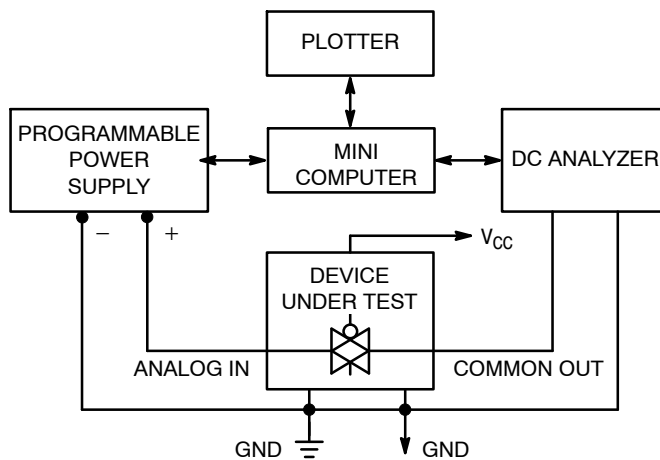 PLOTTER
PROGRAMMABLE
POWER
SUPPLY
MINI
COMPUTER
DC ANALYZER
− +
VCC
DEVICE
UNDER TEST
ANALOG IN
COMMON OUT
GND
GND